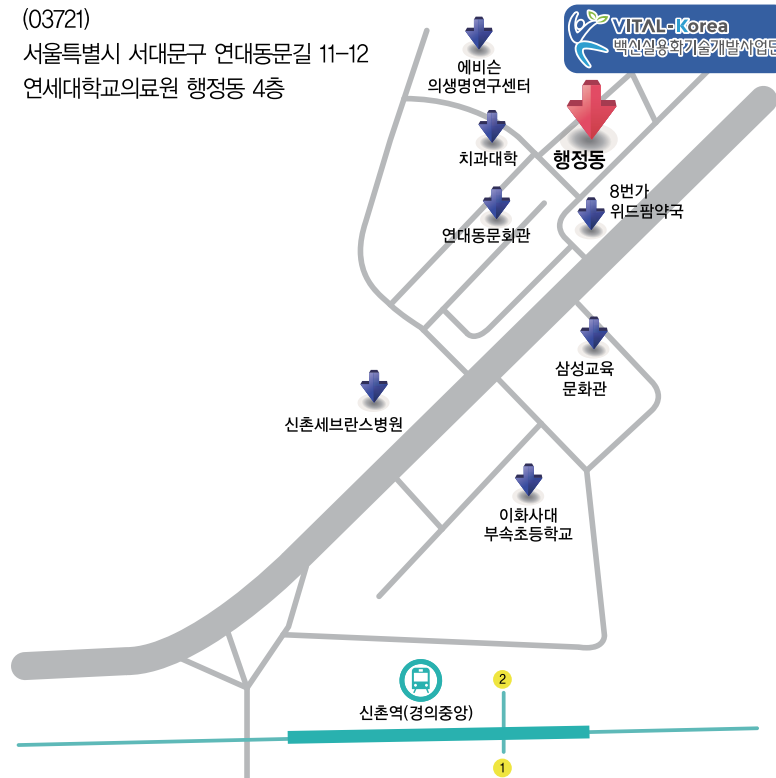 (03721)
서울특별시 서대문구 연대동문길 11-12
연세대학교의료원 행정동 4층
VITAL-Korea
백신실용화기술개발사업단
에비슨
의생명연구센터
치과대학
행정동
8번가
위드팜약국
연대동문회관
삼성교육
문화관
신촌세브란스병원
이화사대
부속초등학교
신촌역(경의중앙)
2
1